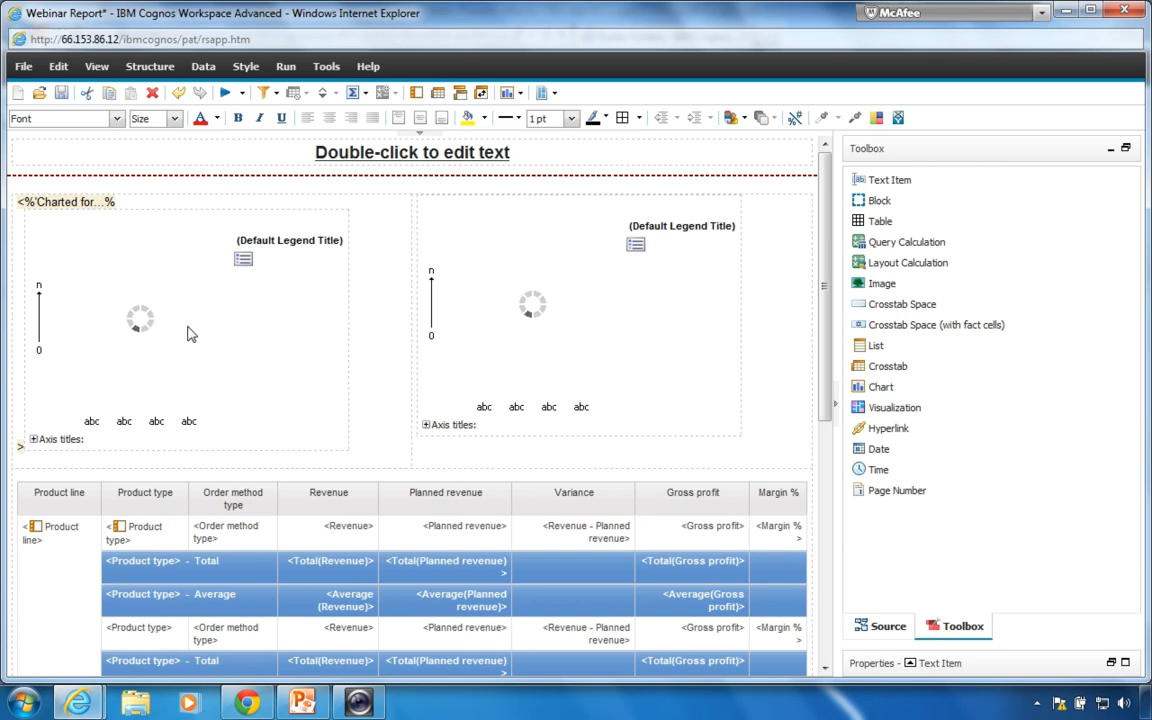 Webinar Report* - IBM Cognos Workspace Advanced - Windows Internet Explorer
McAfee
http://66.153.86.12/ibmcognos/pat/rsapp.htm
File Edit View Structure Data Style Run Tools Help
Font Size A B I U 1 pt
Double-click to edit text
<%'Charted for...%
(Default Legend Title)
n
0
abc abc abc abc
Axis titles:
>
(Default Legend Title)
n
0
abc abc abc abc
Axis titles:
Product line Product type Order method type Revenue Planned revenue Variance Gross profit Margin %
< Product line> < Product type> <Order method type> <Revenue> <Planned revenue> <Revenue - Planned revenue> <Gross profit> <Margin % >
<Product type> - Total <Total(Revenue)> <Total(Planned revenue) > <Total(Gross profit)>
<Product type> - Average <Average (Revenue)> <Average(Planned revenue)> <Average(Gross profit)>
<Product type> <Order method type> <Revenue> <Planned revenue> <Revenue - Planned revenue> <Gross profit> <Margin % >
<Product type> - Total <Total(Revenue)> <Total(Planned revenue) > <Total(Gross profit)>
Toolbox
Text Item
Block
Table
Query Calculation
Layout Calculation
Image
Crosstab Space
Crosstab Space (with fact cells)
List
Crosstab
Chart
Visualization
Hyperlink
Date
Time
Page Number
Source Toolbox
Properties - Text Item